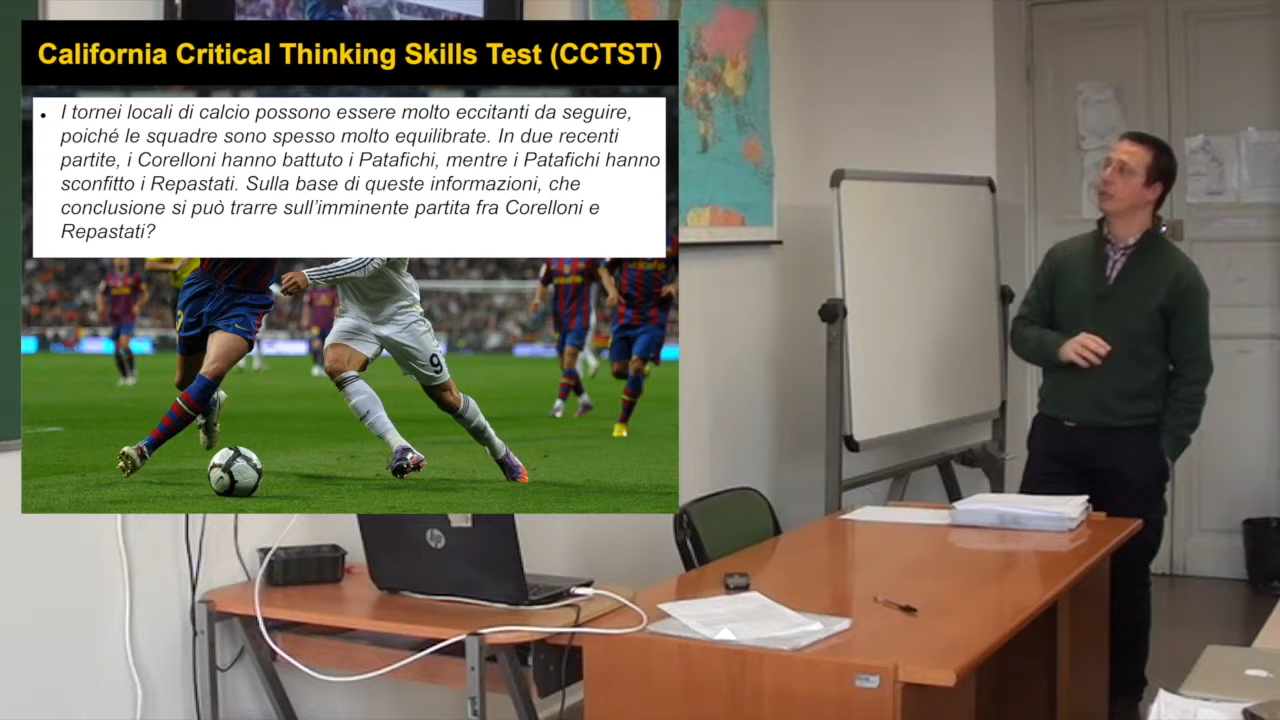 California Critical Thinking Skills Test (CCTST)
• I tornei locali di calcio possono essere molto eccitanti da seguire,
poiché le squadre sono spesso molto equilibrate. In due recenti
partite, i Corelloni hanno battuto i Patafichi, mentre i Patafichi hanno
sconfitto i Repastati. Sulla base di queste informazioni, che
conclusione si può trarre sull'imminente partita fra Corelloni e
Repastati?
9
hp